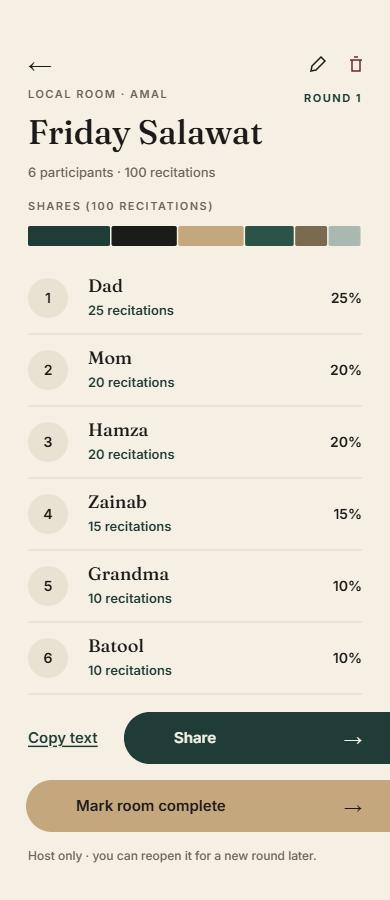 LOCAL ROOM · AMAL
ROUND 1
Friday Salawat
6 participants · 100 recitations
SHARES (100 RECITATIONS)
1 Dad 25%
25 recitations
2 Mom 20%
20 recitations
3 Hamza 20%
20 recitations
4 Zainab 15%
15 recitations
5 Grandma 10%
10 recitations
6 Batool 10%
10 recitations
Copy text
Share →
Mark room complete →
Host only · you can reopen it for a new round later.